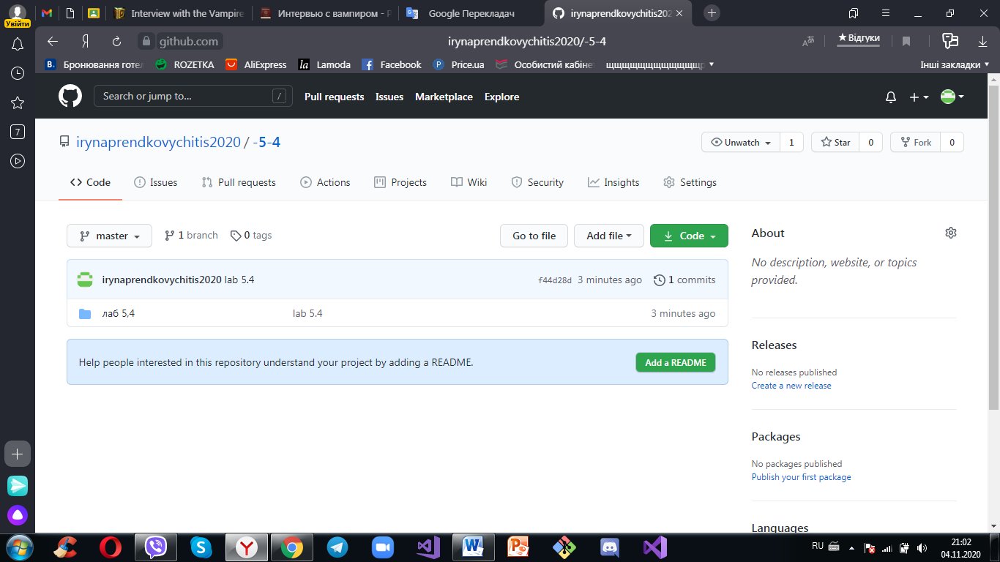 Interview with the Vampire
Интервью с вампиром - Р
Google Перекладач
irynaprendkovychitis202
Увійти
github.com
irynaprendkovychitis2020/-5-4
Відгуки
B.
Бронювання готел
ROZETKA
AliExpress
la
Lamoda
Facebook
Price.ua
Особистий кабінет
Інші закладки
Search or jump to...
/
Pull requests
Issues
Marketplace
Explore
7
irynaprendkovychitis2020 / -5-4
Unwatch
1
Star
0
Fork
0
Code
Issues
Pull requests
Actions
Projects
Wiki
Security
Insights
Settings
master
1 branch
0 tags
Go to file
Add file
Code
irynaprendkovychitis2020 lab 5.4
f44d28d
3 minutes ago
1 commits
лаб 5,4
lab 5.4
3 minutes ago
Help people interested in this repository understand your project by adding a README.
Add a README
About
No description, website, or topics
provided.
Releases
No releases published
Create a new release
Packages
No packages published
Publish your first package
Languages
RU
21:02
04.11.2020